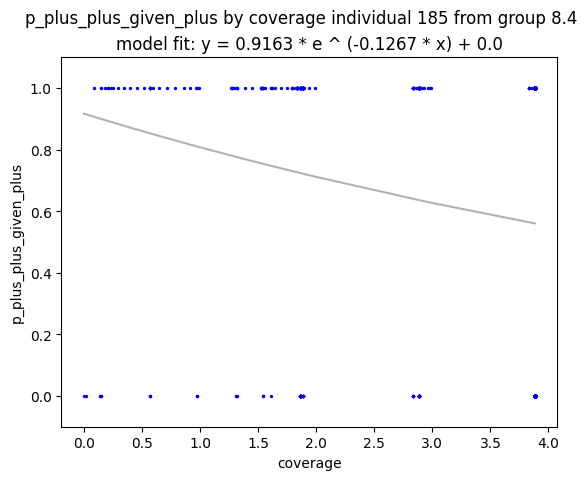 p_plus_plus_given_plus by coverage individual 185 from group 8.4
model fit: y = 0.9163 * e ^ (-0.1267 * x) + 0.0
1.0
0.8
0.6
0.4
0.2
0.0
p_plus_plus_given_plus
0.0 0.5 1.0 1.5 2.0 2.5 3.0 3.5 4.0
coverage